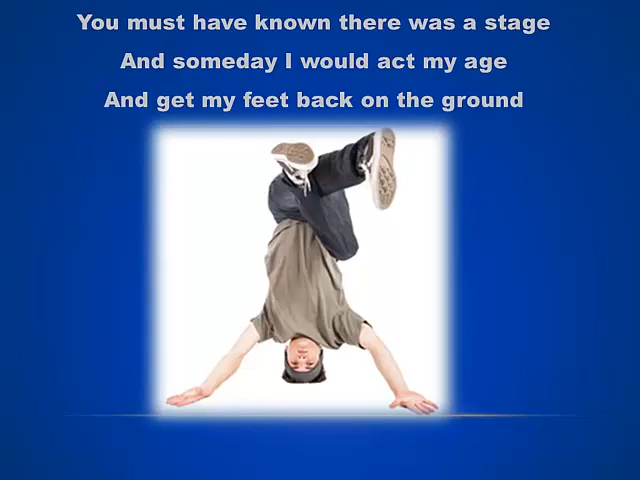 You must have known there was a stage
And someday I would act my age
And get my feet back on the ground